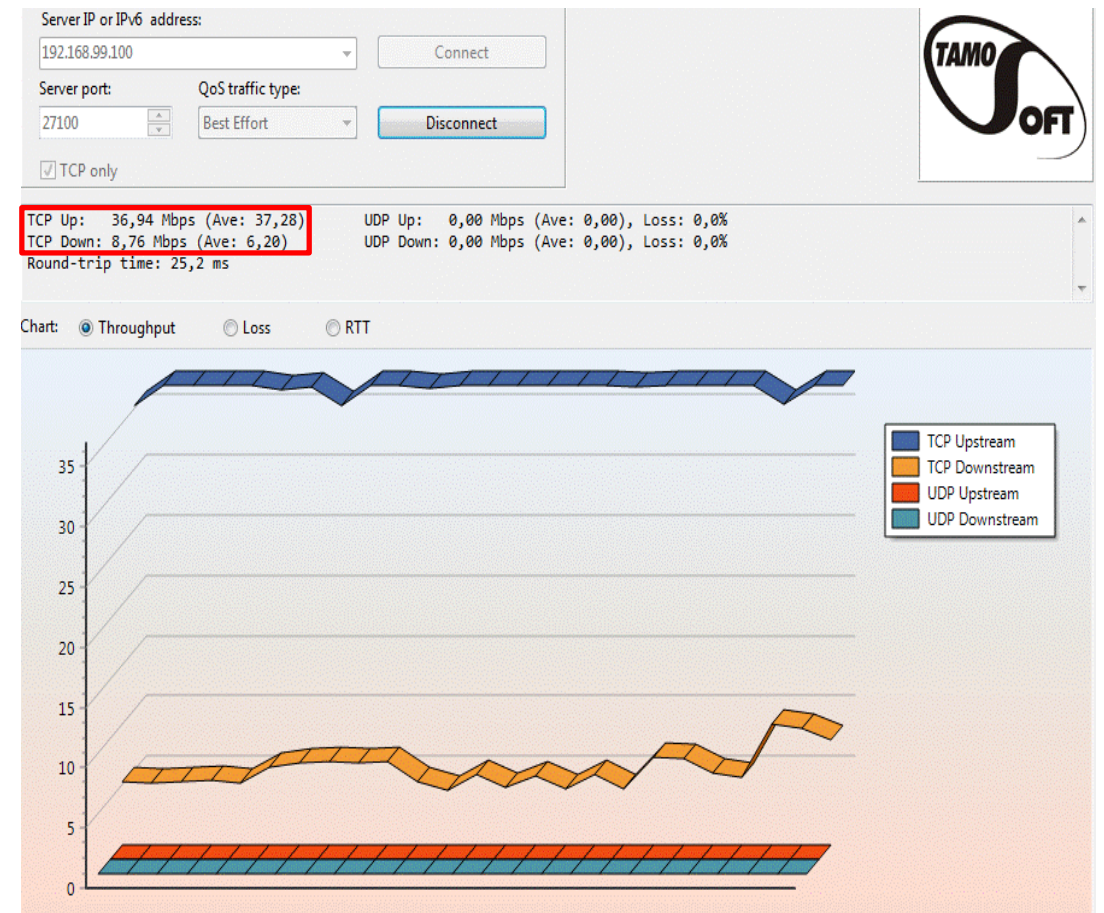 Server IP or IPv6 address:
192.168.99.100
Connect
Server port:
QoS traffic type:
27100
Best Effort
Disconnect
TCP only
TAMO
SOFT
TCP Up: 36,94 Mbps (Ave: 37,28) UDP Up: 0,00 Mbps (Ave: 0,00), Loss: 0,0%
TCP Down: 8,76 Mbps (Ave: 6,20) UDP Down: 0,00 Mbps (Ave: 0,00), Loss: 0,0%
Round-trip time: 25,2 ms
Chart: Throughput Loss RTT
TCP Upstream
TCP Downstream
UDP Upstream
UDP Downstream
35
30
25
20
15
10
5
0